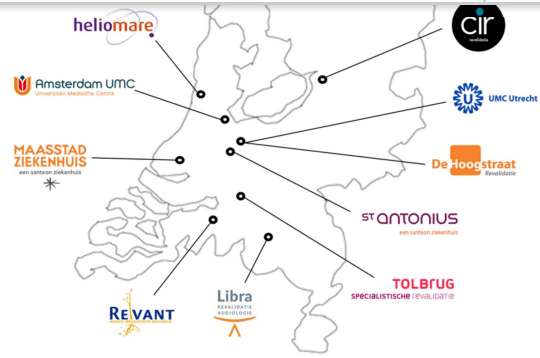 heliomare
cir
revalidatie
Amsterdam UMC
Universitair Medische Centra
UMC Utrecht
MAASSTAD
ZIEKENHUIS
een santeon ziekenhuis
De Hoogstraat
Revalidatie
ST ANTONIUS
een santeon ziekenhuis
TOLBRUG
SPECIALISTISCHE REVALIDATIE
REVANT
Libra
REVALIDATIE
AUDIOLOGIE